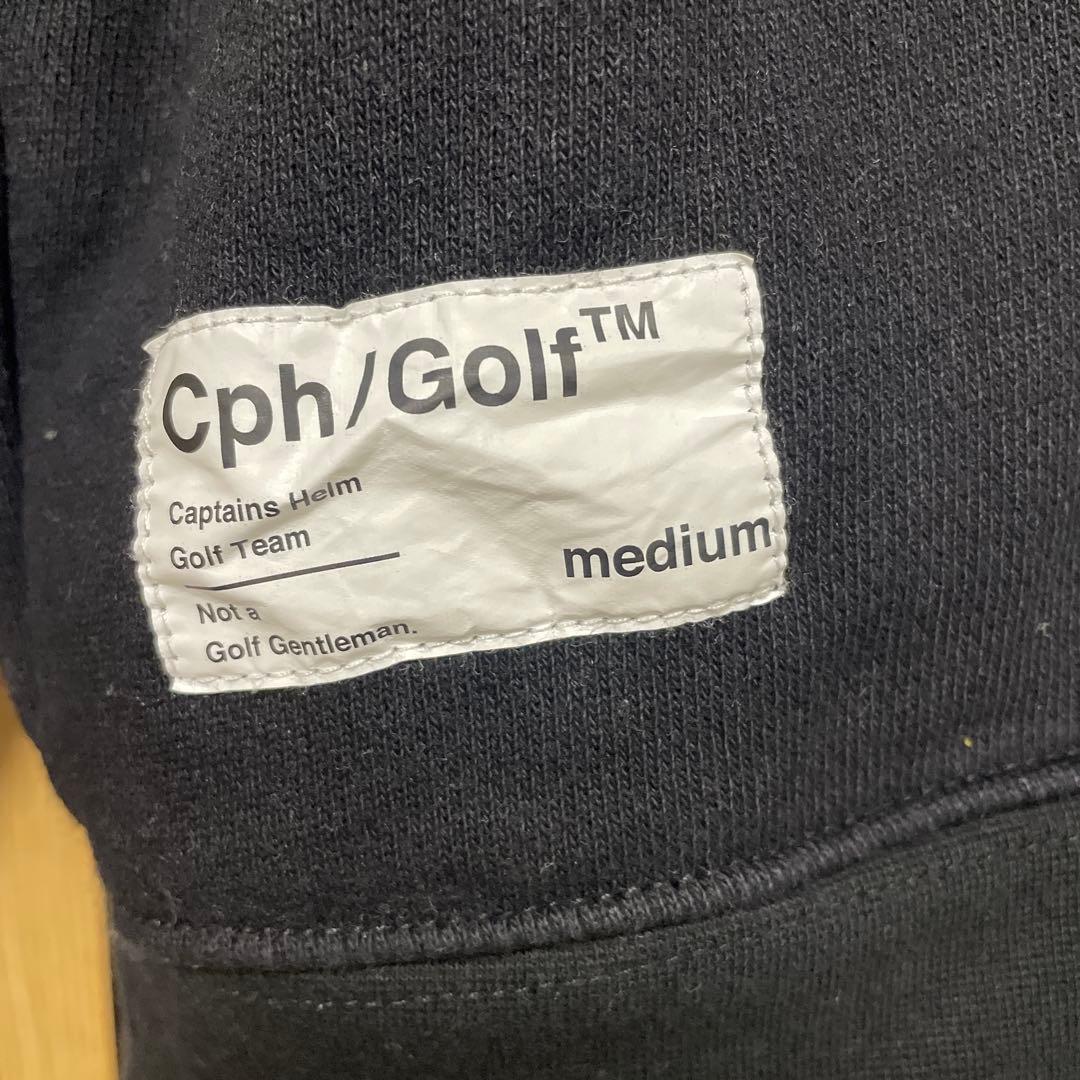 Cph/Golf™
Captains Helm
Golf Team
medium
Not a
Golf Gentleman.